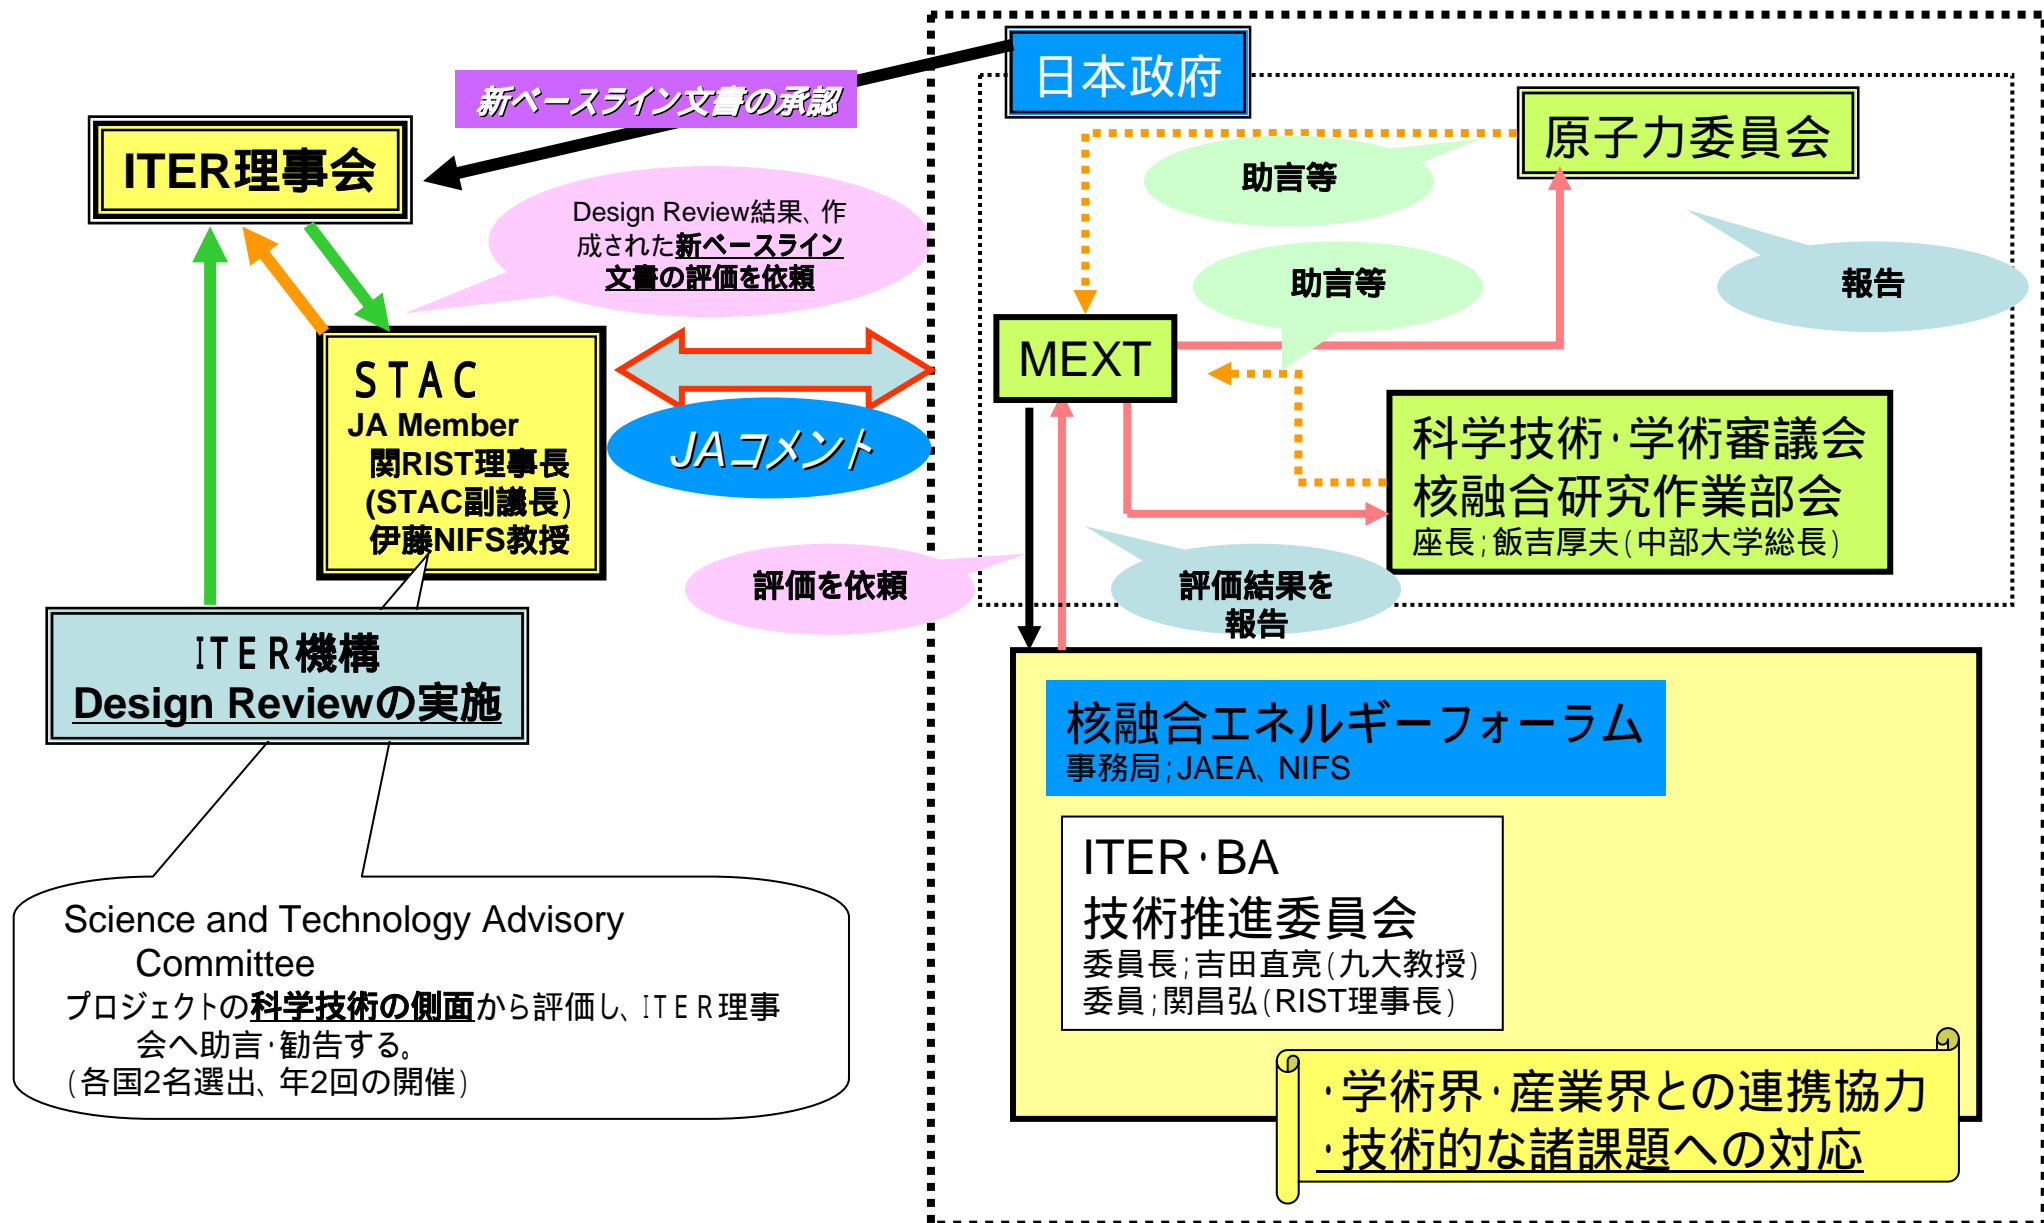 日本政府
新ベースライン文書の承認
ITER理事会
原子力委員会
助言等
Design Review結果、作
成された新ベースライン
文書の評価を依頼
助言等
報告
MEXT
STAC
JA Member
関RIST理事長
(STAC副議長)
伊藤NIFS教授
JAコメント
科学技術・学術審議会
核融合研究作業部会
座長;飯吉厚夫(中部大学総長)
評価を依頼
評価結果を
報告
ITER機構
Design Reviewの実施
核融合エネルギーフォーラム
事務局;JAEA、NIFS
ITER・BA
技術推進委員会
委員長;吉田直亮(九大教授)
委員;関昌弘(RIST理事長)
Science and Technology Advisory
Committee
プロジェクトの科学技術の側面から評価し、ITER理事
会へ助言・勧告する。
(各国2名選出、年2回の開催)
・学術界・産業界との連携協力
・技術的な諸課題への対応